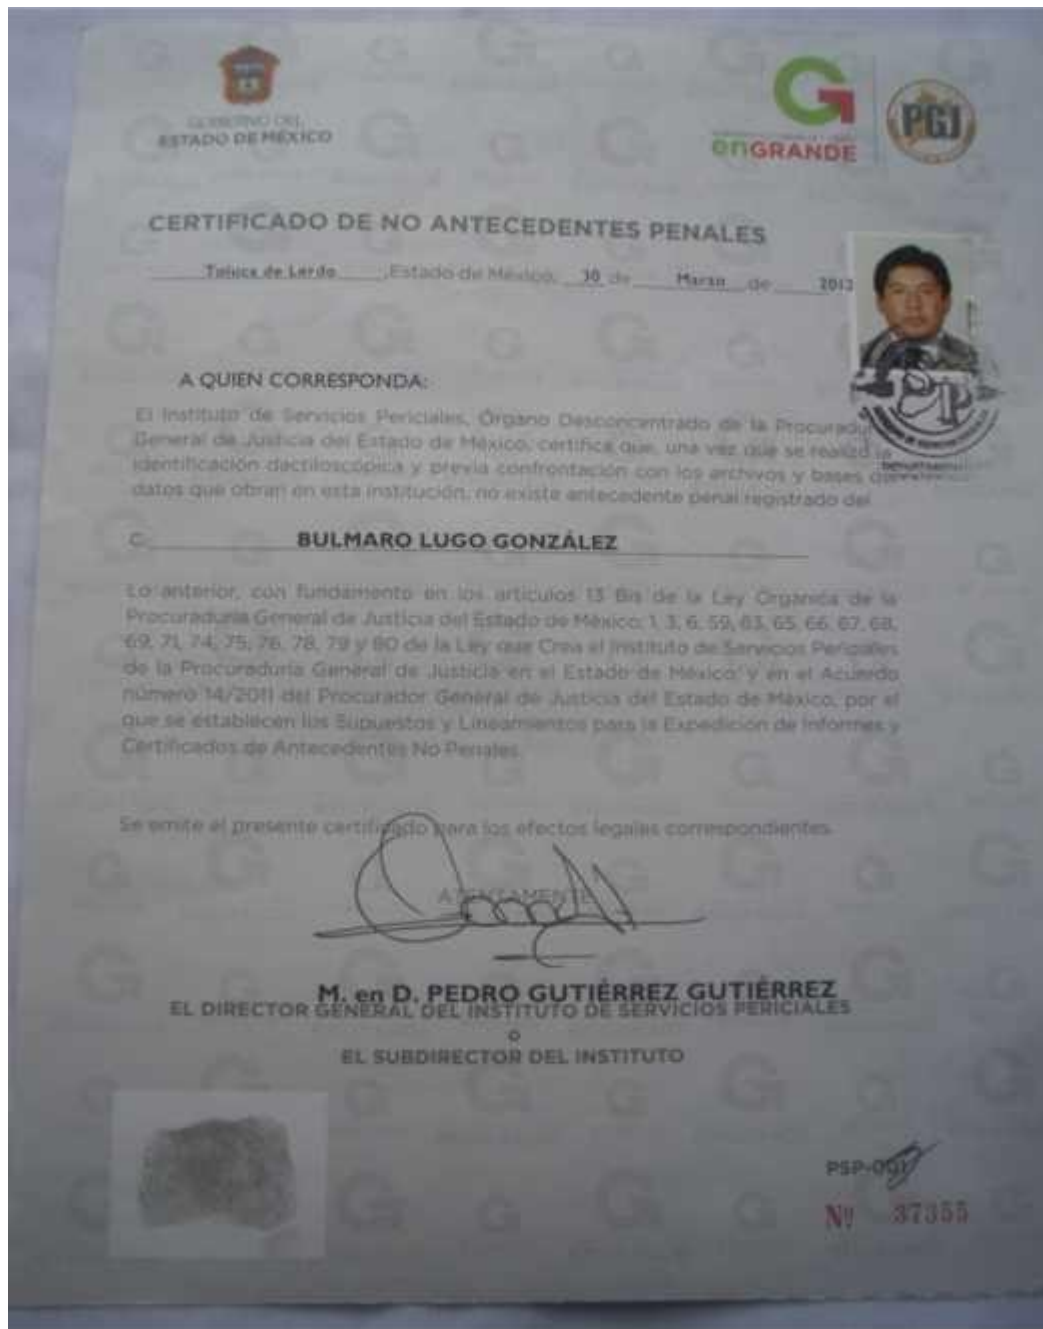 GOBIERNO DEL
ESTADO DE MÉXICO
enGRANDE
PGJ
CERTIFICADO DE NO ANTECEDENTES PENALES
Toluca de Lerdo, Estado de México, 30 de Marzo de 2013
A QUIEN CORRESPONDA:
El Instituto de Servicios Periciales, Órgano Desconcentrado de la Procuraduría
General de Justicia del Estado de México, certifica que, una vez que se realizó la
identificación dactiloscópica y previa confrontación con los archivos y bases de
datos que obran en esta institución, no existe antecedente penal registrado del
C. BULMARO LUGO GONZÁLEZ
Lo anterior, con fundamento en los artículos 13 Bis de la Ley Orgánica de la
Procuraduría General de Justicia del Estado de México; 1, 3, 6, 59, 63, 65, 66, 67, 68,
69, 71, 74, 75, 76, 78, 79 y 80 de la Ley que Crea el Instituto de Servicios Periciales
de la Procuraduría General de Justicia en el Estado de México; y en el Acuerdo
número 14/2011 del Procurador General de Justicia del Estado de México, por el
que se establecen los Supuestos y Lineamientos para la Expedición de Informes y
Certificados de Antecedentes No Penales.
Se emite el presente certificado para los efectos legales correspondientes.
ATENTAMENTE
M. en D. PEDRO GUTIÉRREZ GUTIÉRREZ
EL DIRECTOR GENERAL DEL INSTITUTO DE SERVICIOS PERICIALES
o
EL SUBDIRECTOR DEL INSTITUTO
PSP-001
Nº 37355